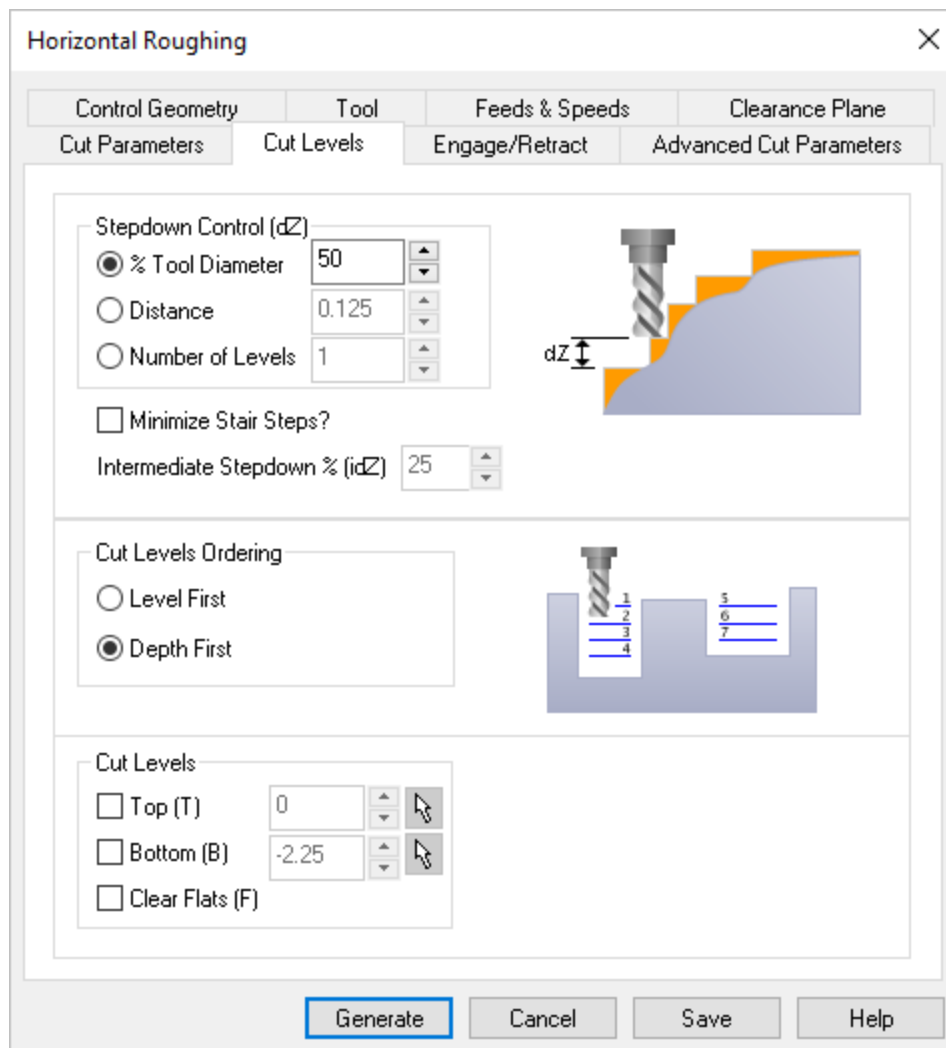 Horizontal Roughing
Control Geometry Tool Feeds & Speeds Clearance Plane
Cut Parameters Cut Levels Engage/Retract Advanced Cut Parameters
Stepdown Control (dZ)
% Tool Diameter 50
Distance 0.125
Number of Levels 1
dZ
Minimize Stair Steps?
Intermediate Stepdown % (idZ) 25
Cut Levels Ordering
Level First
Depth First
1 5
2 6
3 7
4
Cut Levels
Top (T) 0
Bottom (B) -2.25
Clear Flats (F)
Generate Cancel Save Help